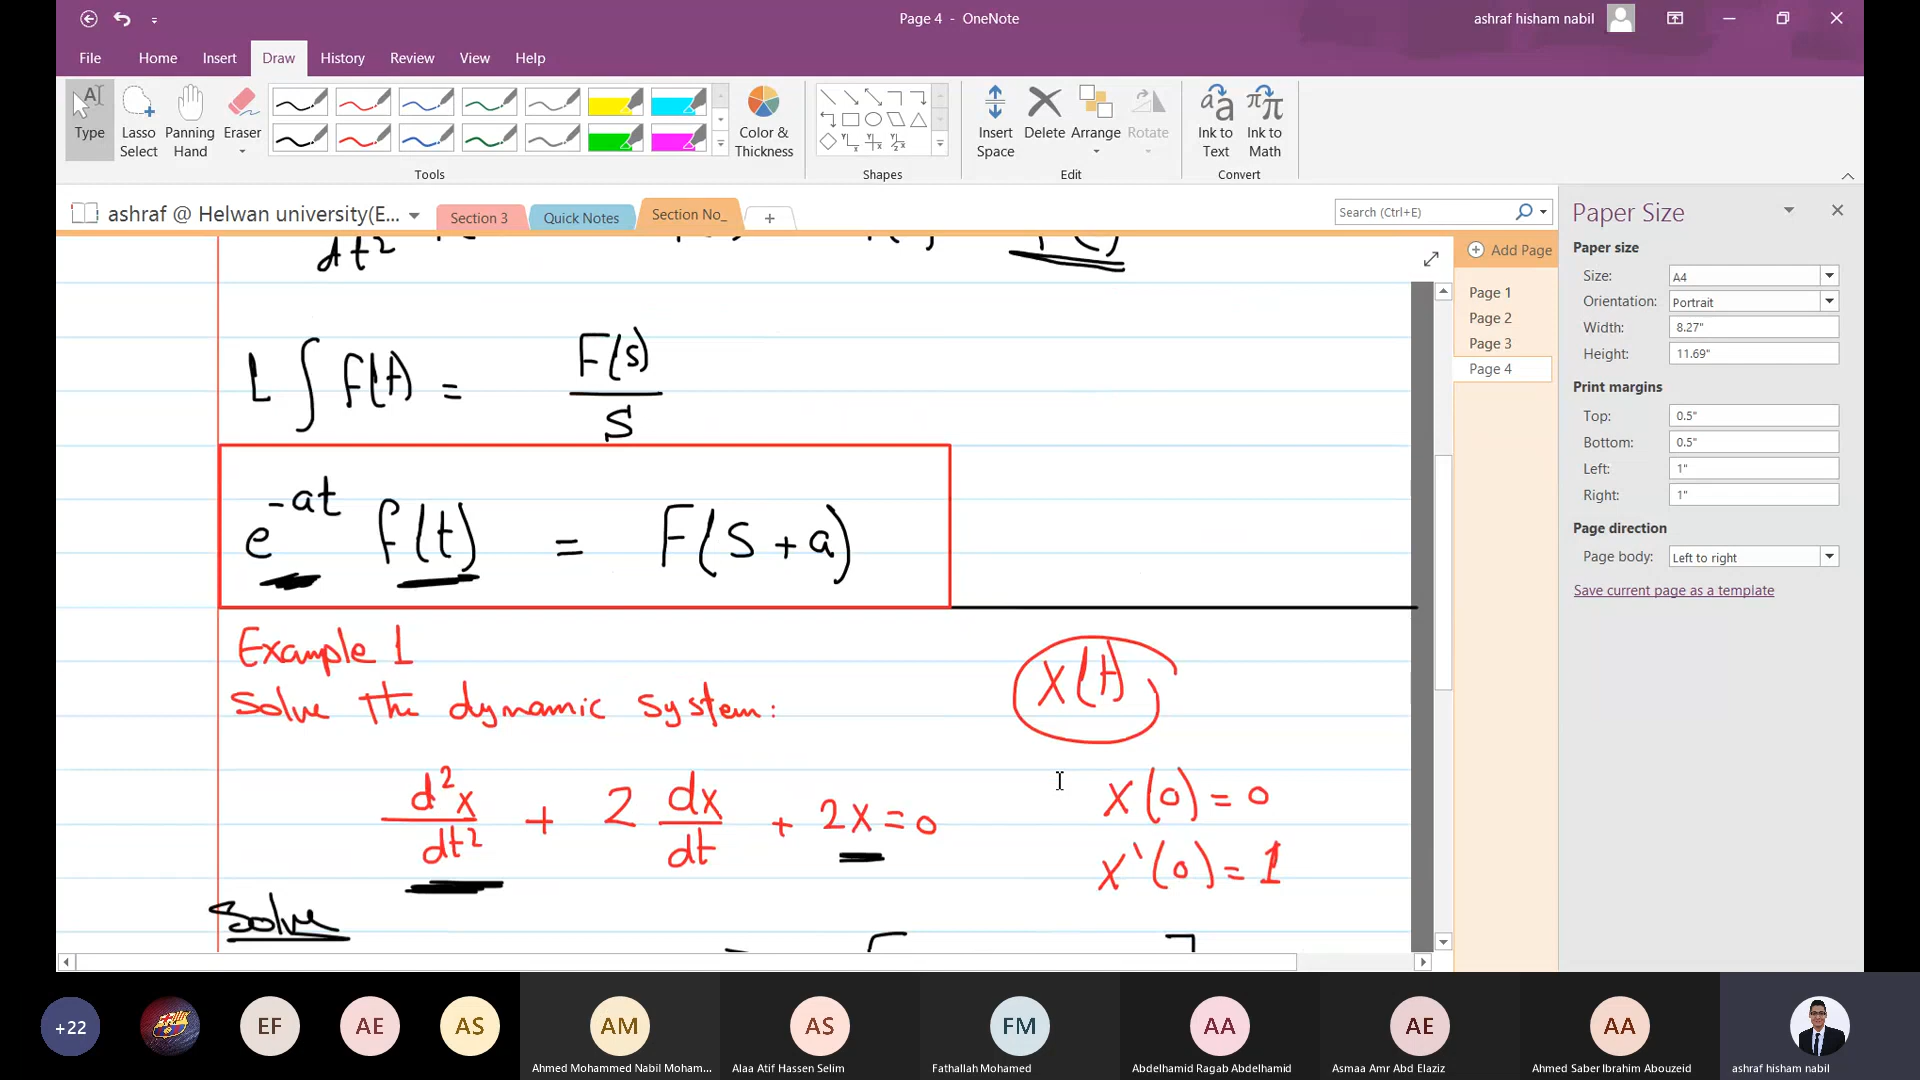 Page 4 - OneNote
ashraf hisham nabil
File Home Insert Draw History Review View Help
Type
Lasso Select
Panning Hand
Eraser
Color & Thickness
Insert Space
Delete
Arrange
Rotate
Ink to Text
Ink to Math
Tools
Shapes
Edit
Convert
ashraf @ Helwan university(E...
Section 3
Quick Notes
Section No_
Search (Ctrl+E)
Add Page
Page 1
Page 2
Page 3
Page 4
Paper Size
Paper size
Size: A4
Orientation: Portrait
Width: 8.27"
Height: 11.69"
Print margins
Top: 0.5"
Bottom: 0.5"
Left: 1"
Right: 1"
Page direction
Page body: Left to right
Save current page as a template
dt²
L ∫ f(t) = F(s)/S
e^-at f(t) = F(S+a)
Example 1
Solve The dynamic System:
X(t)
d²x/dt² + 2 dx/dt + 2x = 0
X(0) = 0
X'(0) = 1
Solve
+22
EF
AE
AS
AM
AS
FM
AA
AE
AA
Ahmed Mohammed Nabil Moham...
Alaa Atif Hassen Selim
Fathallah Mohamed
Abdelhamid Ragab Abdelhamid
Asmaa Amr Abd Elaziz
Ahmed Saber Ibrahim Abouzeid
ashraf hisham nabil